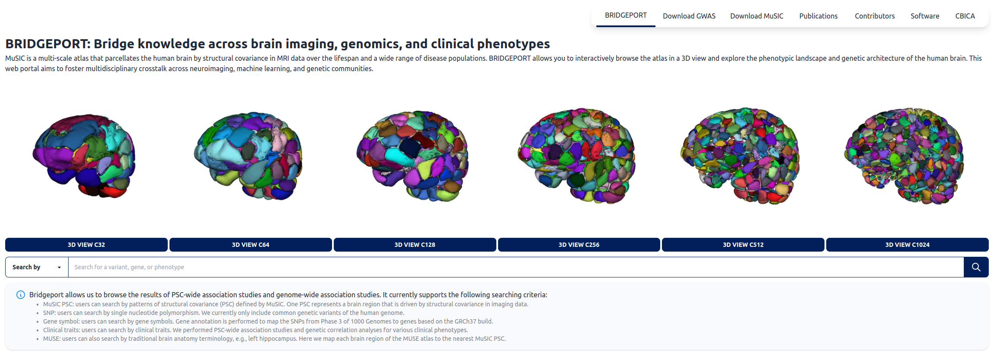 BRIDGEPORT Download GWAS Download MuSIC Publications Contributors Software CBICA
BRIDGEPORT: Bridge knowledge across brain imaging, genomics, and clinical phenotypes
MuSIC is a multi-scale atlas that parcellates the human brain by structural covariance in MRI data over the lifespan and a wide range of disease populations. BRIDGEPORT allows you to interactively browse the atlas in a 3D view and explore the phenotypic landscape and genetic architecture of the human brain. This
web portal aims to foster multidisciplinary crosstalk across neuroimaging, machine learning, and genetic communities.
3D VIEW C32 3D VIEW C64 3D VIEW C128 3D VIEW C256 3D VIEW C512 3D VIEW C1024
Search by Search for a variant, gene, or phenotype
Bridgeport allows us to browse the results of PSC-wide association studies and genome-wide association studies. It currently supports the following searching criteria:
• MuSIC PSC: users can search by patterns of structural covariance (PSC) defined by MuSIC. One PSC represents a brain region that is driven by structural covariance in imaging data.
• SNP: users can search by single nucleotide polymorphism. We currently only include common genetic variants of the human genome.
• Gene symbol: users can search by gene symbols. Gene annotation is performed to map the SNPs from Phase 3 of 1000 Genomes to genes based on the GRCh37 build.
• Clinical traits: users can search by clinical traits. We performed PSC-wide association studies and genetic correlation analyses for various clinical phenotypes.
• MUSE: users can also search by traditional brain anatomy terminology, e.g., left hippocampus. Here we map each brain region of the MUSE atlas to the nearest MuSIC PSC.